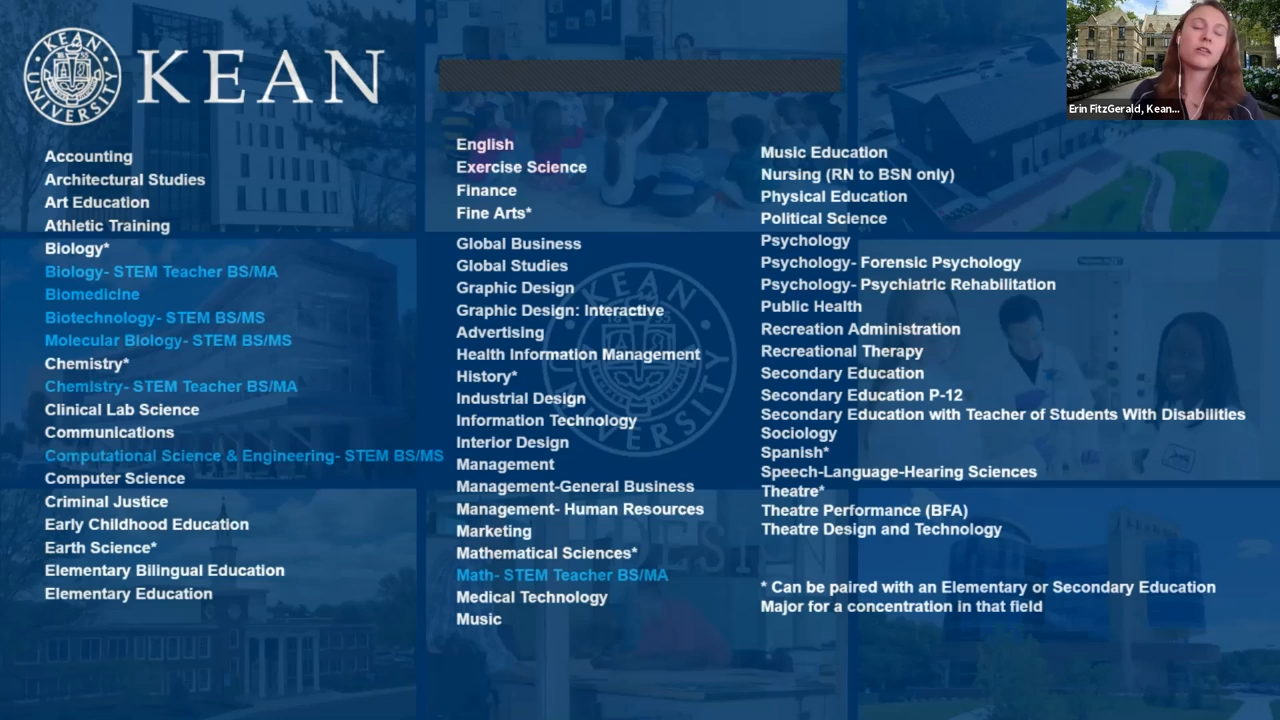 KEAN UNIVERSITY
KEAN
Erin FitzGerald, Kean...
Accounting
Architectural Studies
Art Education
Athletic Training
Biology*
Biology- STEM Teacher BS/MA
Biomedicine
Biotechnology- STEM BS/MS
Molecular Biology- STEM BS/MS
Chemistry*
Chemistry- STEM Teacher BS/MA
Clinical Lab Science
Communications
Computational Science & Engineering- STEM BS/MS
Computer Science
Criminal Justice
Early Childhood Education
Earth Science*
Elementary Bilingual Education
Elementary Education
English
Exercise Science
Finance
Fine Arts*
Global Business
Global Studies
Graphic Design
Graphic Design: Interactive
Advertising
Health Information Management
History*
Industrial Design
Information Technology
Interior Design
Management
Management-General Business
Management- Human Resources
Marketing
Mathematical Sciences*
Math- STEM Teacher BS/MA
Medical Technology
Music
Music Education
Nursing (RN to BSN only)
Physical Education
Political Science
Psychology
Psychology- Forensic Psychology
Psychology- Psychiatric Rehabilitation
Public Health
Recreation Administration
Recreational Therapy
Secondary Education
Secondary Education P-12
Secondary Education with Teacher of Students With Disabilities
Sociology
Spanish*
Speech-Language-Hearing Sciences
Theatre*
Theatre Performance (BFA)
Theatre Design and Technology
* Can be paired with an Elementary or Secondary Education
Major for a concentration in that field
KEAN UNIVERSITY
DESIGN